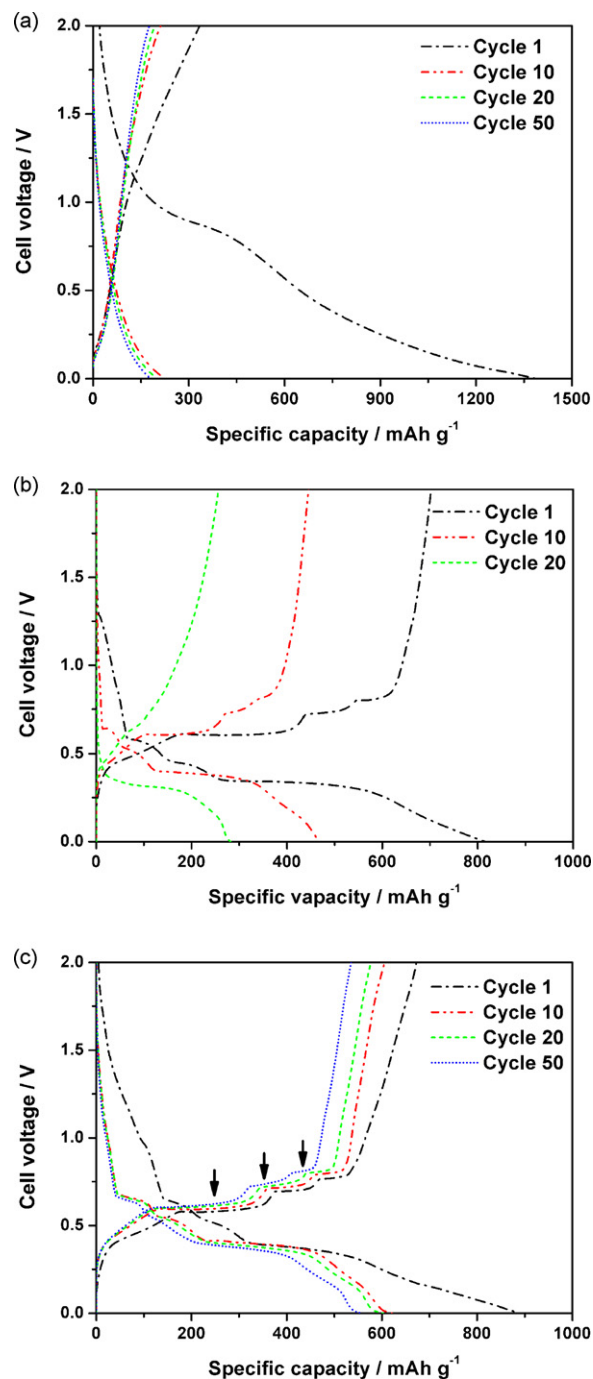 (a)
Cycle 1
Cycle 10
Cycle 20
Cycle 50
2.0
1.5
1.0
0.5
0.0
Cell voltage / V
0 300 600 900 1200 1500
Specific capacity / mAh g⁻¹
(b)
Cycle 1
Cycle 10
Cycle 20
2.0
1.5
1.0
0.5
0.0
Cell voltage / V
0 200 400 600 800 1000
Specific vapacity / mAh g⁻¹
(c)
Cycle 1
Cycle 10
Cycle 20
Cycle 50
2.0
1.5
1.0
0.5
0.0
Cell voltage / V
0 200 400 600 800 1000
Specific capacity / mAh g⁻¹